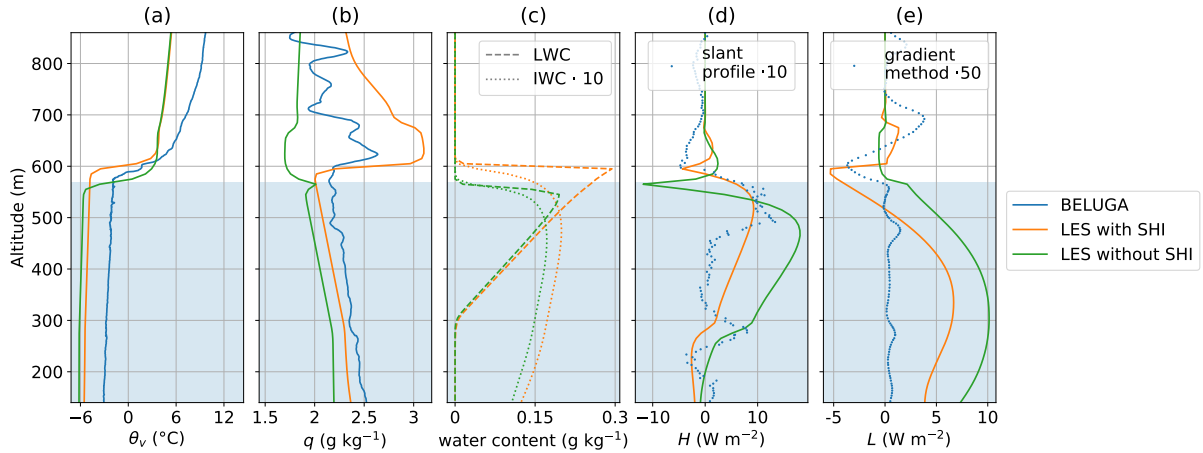 (a) (b) (c) (d) (e)
Altitude (m)
800
700
600
500
400
300
200
LWC
IWC · 10
slant
profile ·10
gradient
method ·50
BELUGA
LES with SHI
LES without SHI
−6 0 6 12
θᵥ (°C)
1.5 2 2.5 3
q (g kg⁻¹)
0 0.15 0.3
water content (g kg⁻¹)
−10 0 10
H (W m⁻²)
-5 0 5 10
L (W m⁻²)